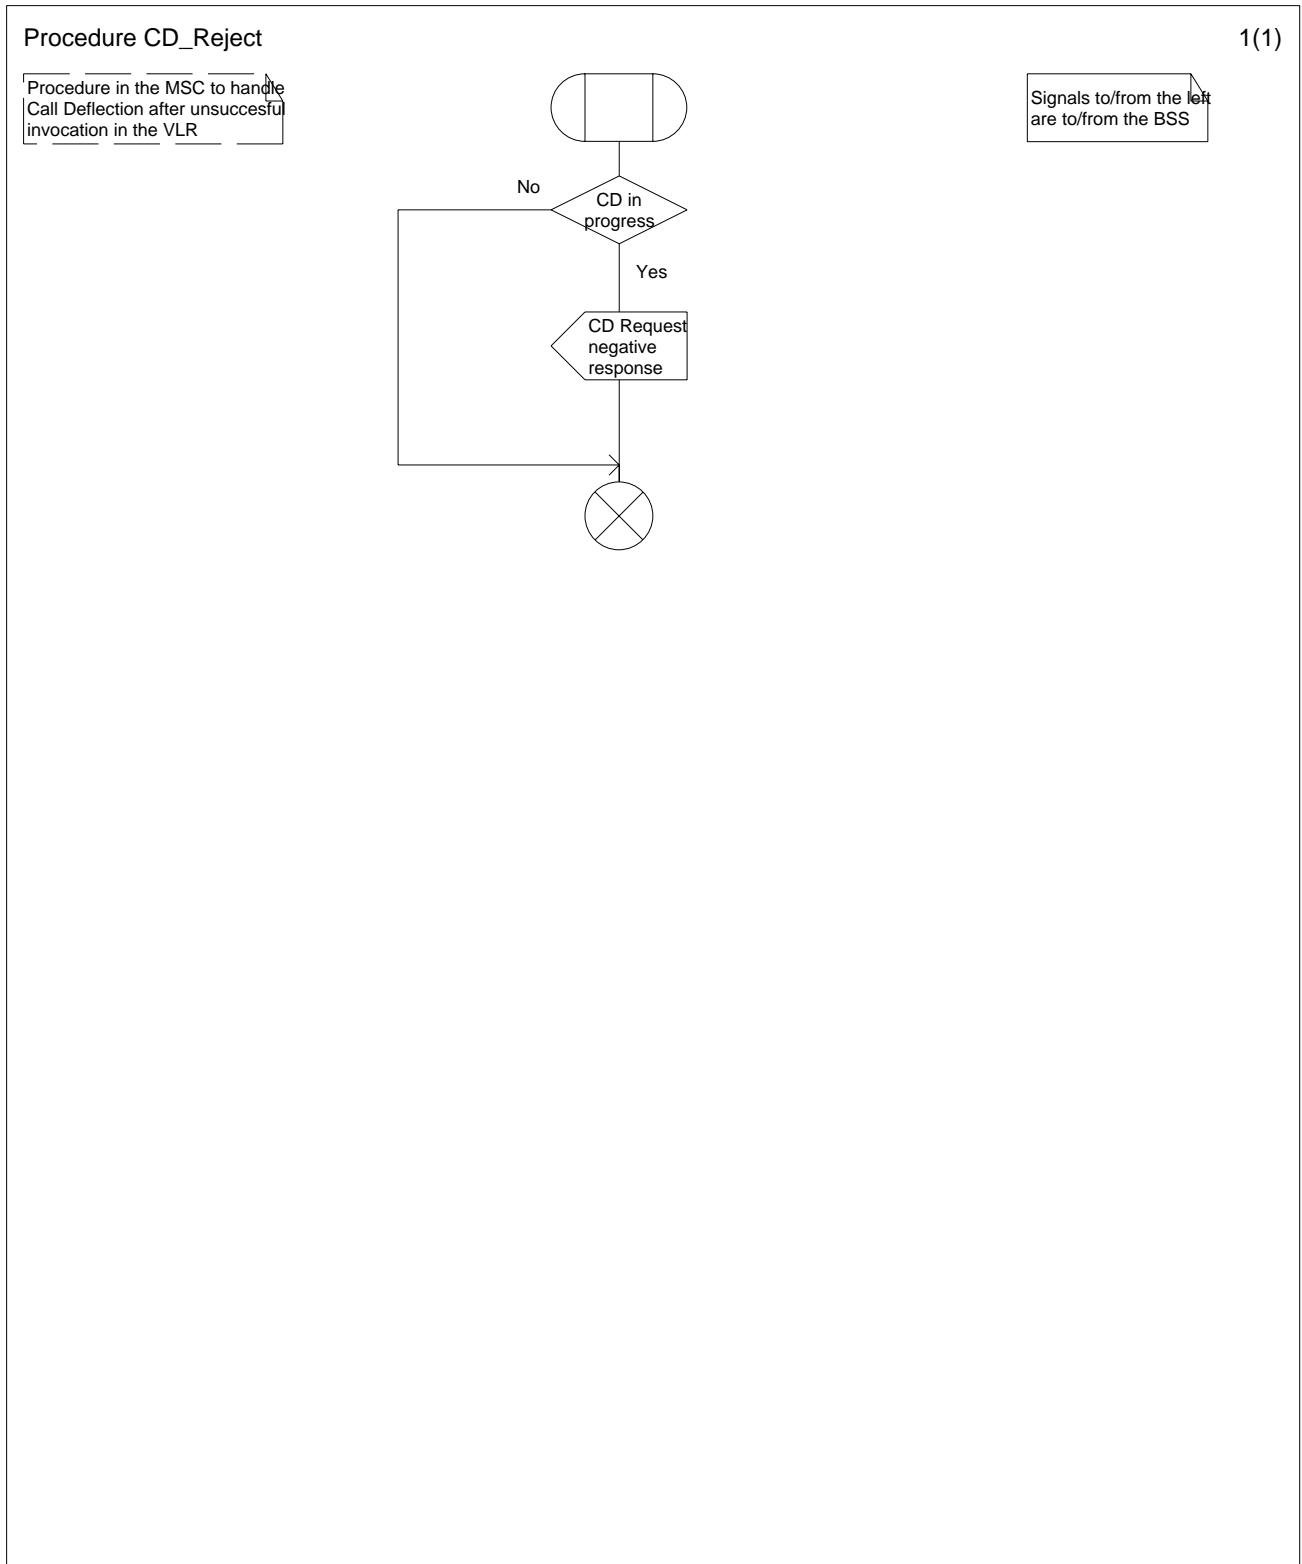 Procedure CD_Reject
1(1)
Procedure in the MSC to handle
Call Deflection after unsuccesful
invocation in the VLR
Signals to/from the left
are to/from the BSS
No
CD in
progress
Yes
CD Request
negative
response